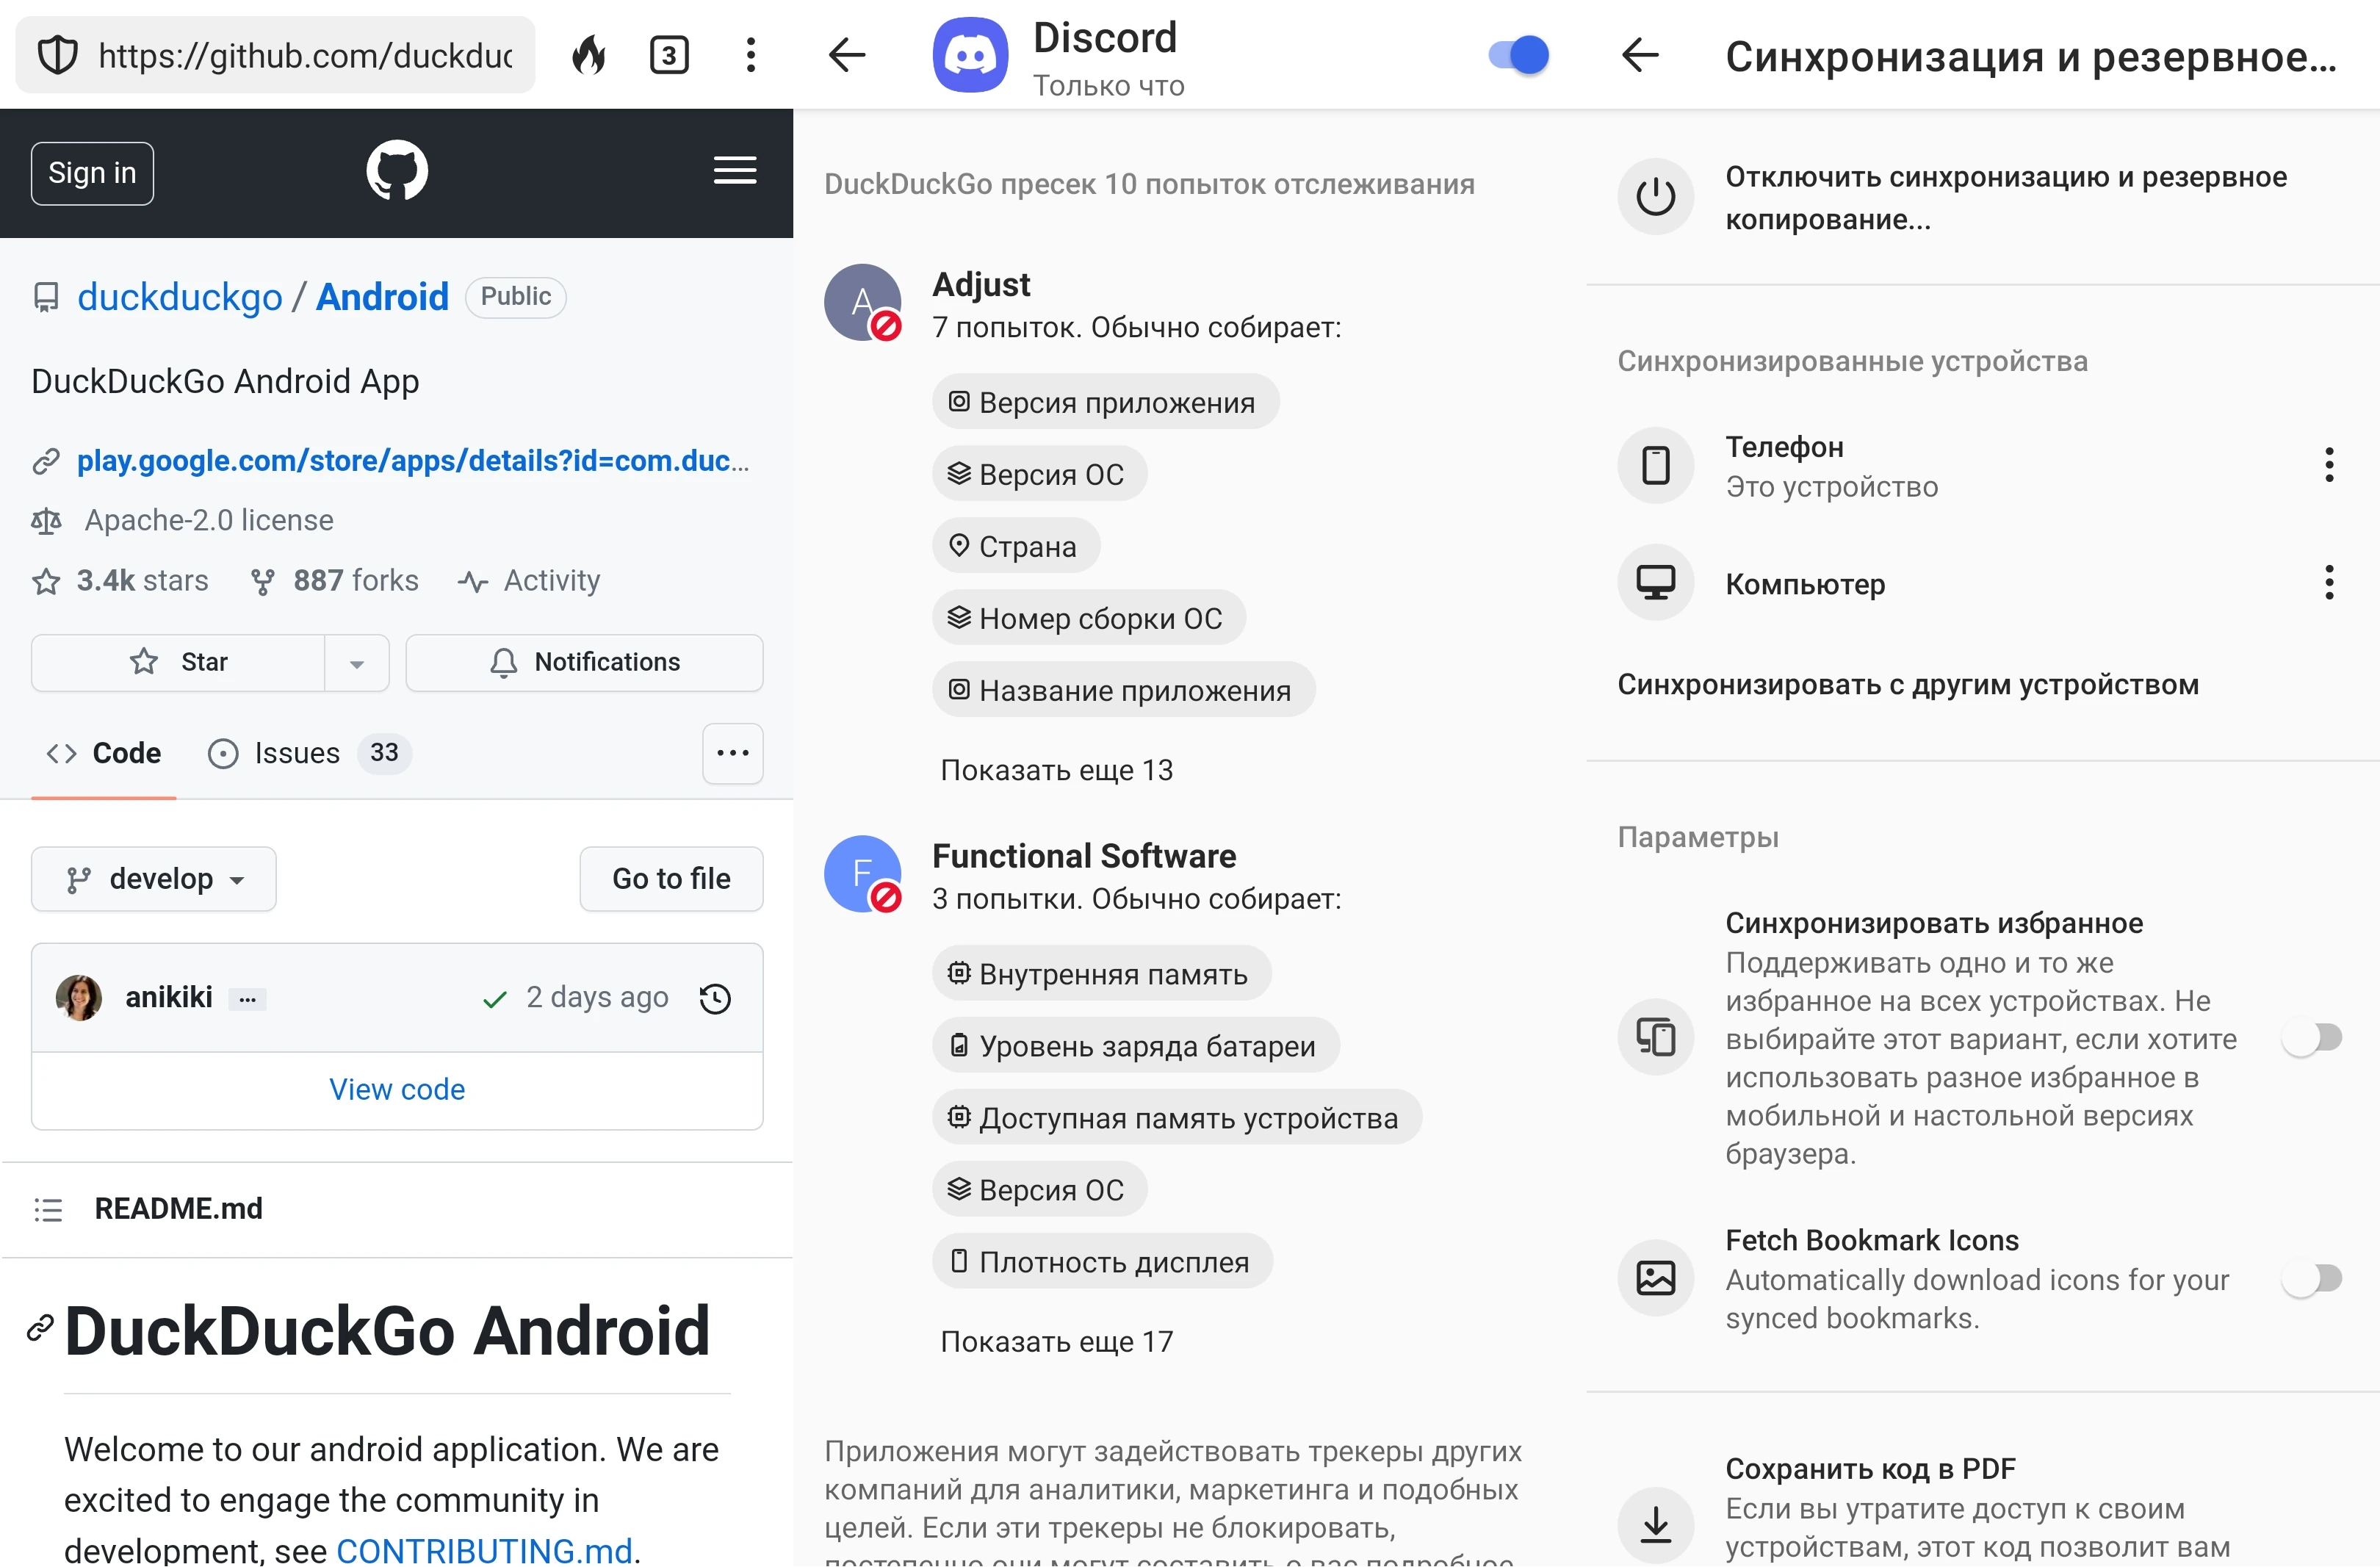 https://github.com/duckduc
3
Sign in
duckduckgo / Android Public
DuckDuckGo Android App
play.google.com/store/apps/details?id=com.duc...
Apache-2.0 license
3.4k stars 887 forks Activity
Star Notifications
Code Issues 33
develop Go to file
anikiki 2 days ago
View code
README.md
DuckDuckGo Android
Welcome to our android application. We are
excited to engage the community in
development, see CONTRIBUTING.md.
Discord
Только что
DuckDuckGo пресек 10 попыток отслеживания
A
Adjust
7 попыток. Обычно собирает:
Версия приложения
Версия ОС
Страна
Номер сборки ОС
Название приложения
Показать еще 13
F
Functional Software
3 попытки. Обычно собирает:
Внутренняя память
Уровень заряда батареи
Доступная память устройства
Версия ОС
Плотность дисплея
Показать еще 17
Приложения могут задействовать трекеры других
компаний для аналитики, маркетинга и подобных
целей. Если эти трекеры не блокировать,
постепенно они могут составить о вас подробное
Синхронизация и резервное...
Отключить синхронизацию и резервное
копирование...
Синхронизированные устройства
Телефон
Это устройство
Компьютер
Синхронизировать с другим устройством
Параметры
Синхронизировать избранное
Поддерживать одно и то же
избранное на всех устройствах. Не
выбирайте этот вариант, если хотите
использовать разное избранное в
мобильной и настольной версиях
браузера.
Fetch Bookmark Icons
Automatically download icons for your
synced bookmarks.
Сохранить код в PDF
Если вы утратите доступ к своим
устройствам, этот код позволит вам